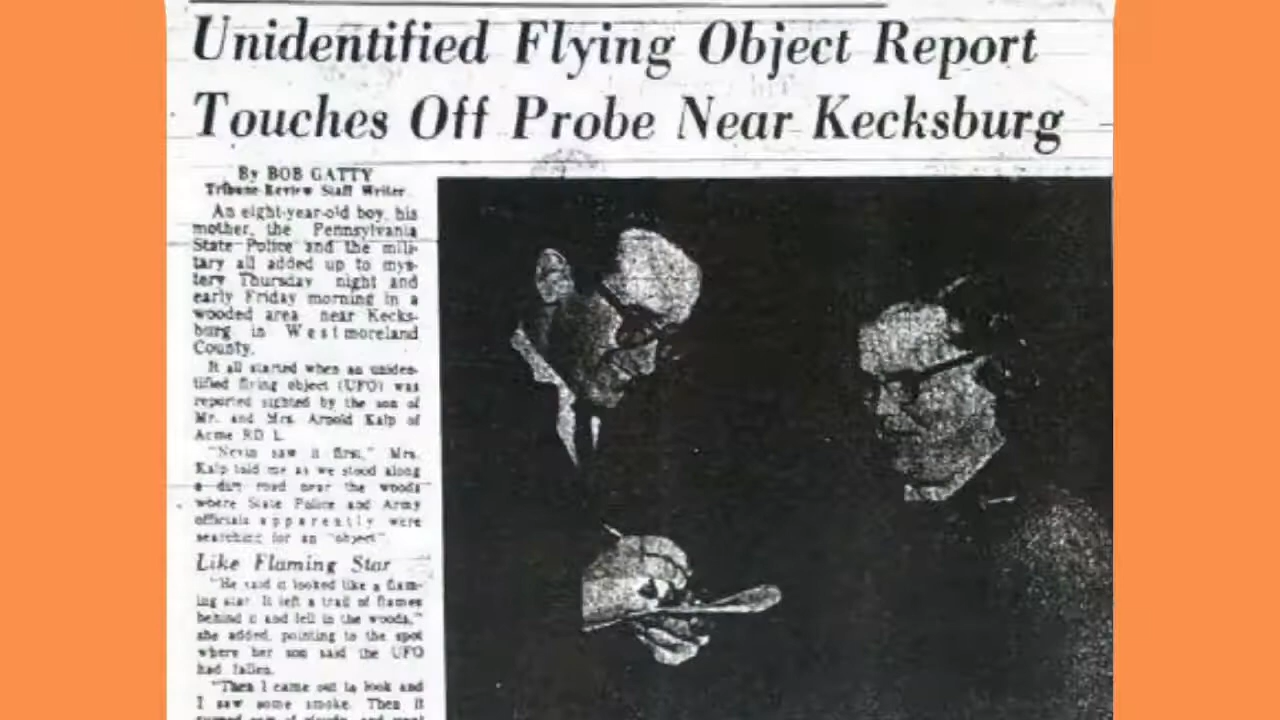 Unidentified Flying Object Report
Touches Off Probe Near Kecksburg
By BOB GATTY
Tribune-Review Staff Writer
An eight-year-old boy, his
mother, the Pennsylvania
State Police and the mili-
tary all added up to mys-
tery Thursday night and
early Friday morning in a
wooded area near Kecks-
burg in Westmoreland
County.
It all started when an uniden-
tified flying object (UFO) was
reported sighted by the son of
Mr. and Mrs. Arnold Kalp of
Acme RD 1.
"Nevin saw it first," Mrs.
Kalp told me as we stood along
a dirt road near the woods
where State Police and Army
officials apparently were
searching for an "object".
Like Flaming Star
"He said it looked like a flam-
ing star. It left a trail of flames
behind it and fell in the woods,"
she added, pointing to the spot
where her son said the UFO
had fallen.
"Then I came out to look and
I saw some smoke. Then it